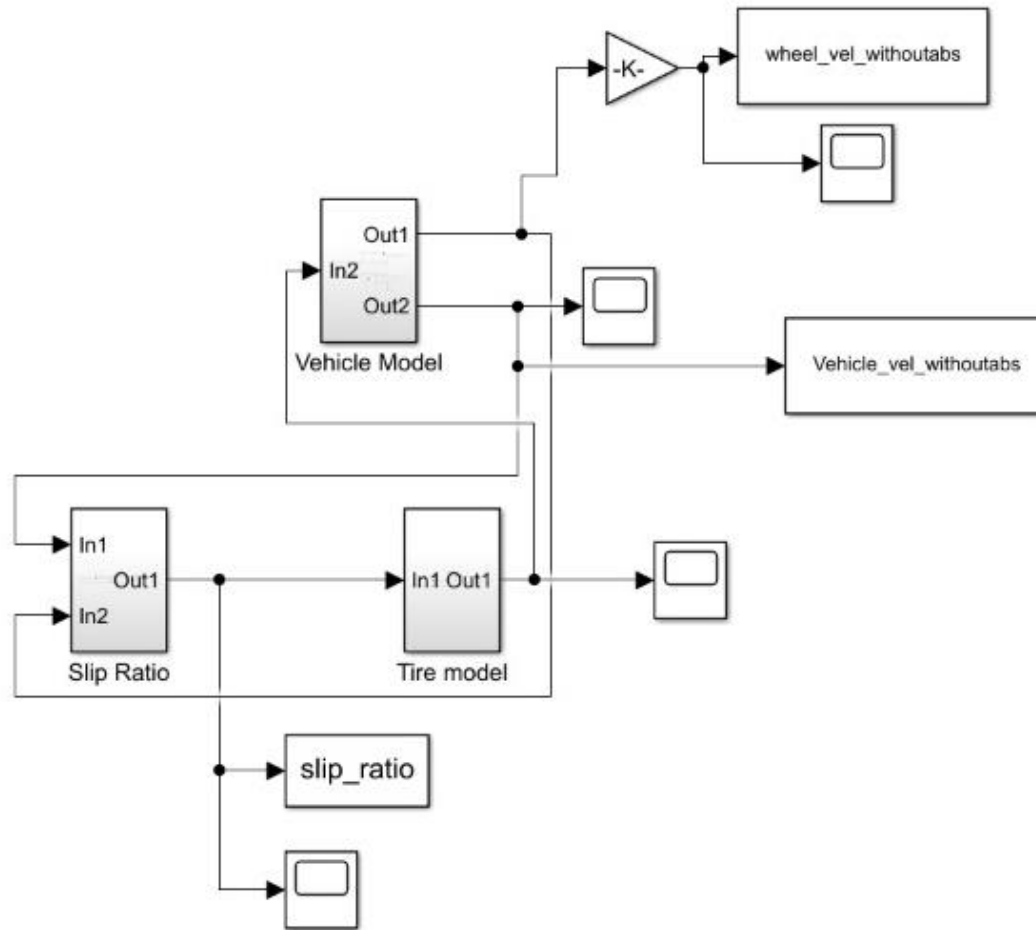 -K-
wheel_vel_withoutabs
Out1
In2
Out2
Vehicle Model
Vehicle_vel_withoutabs
In1
Out1
In2
Slip Ratio
In1 Out1
Tire model
slip_ratio